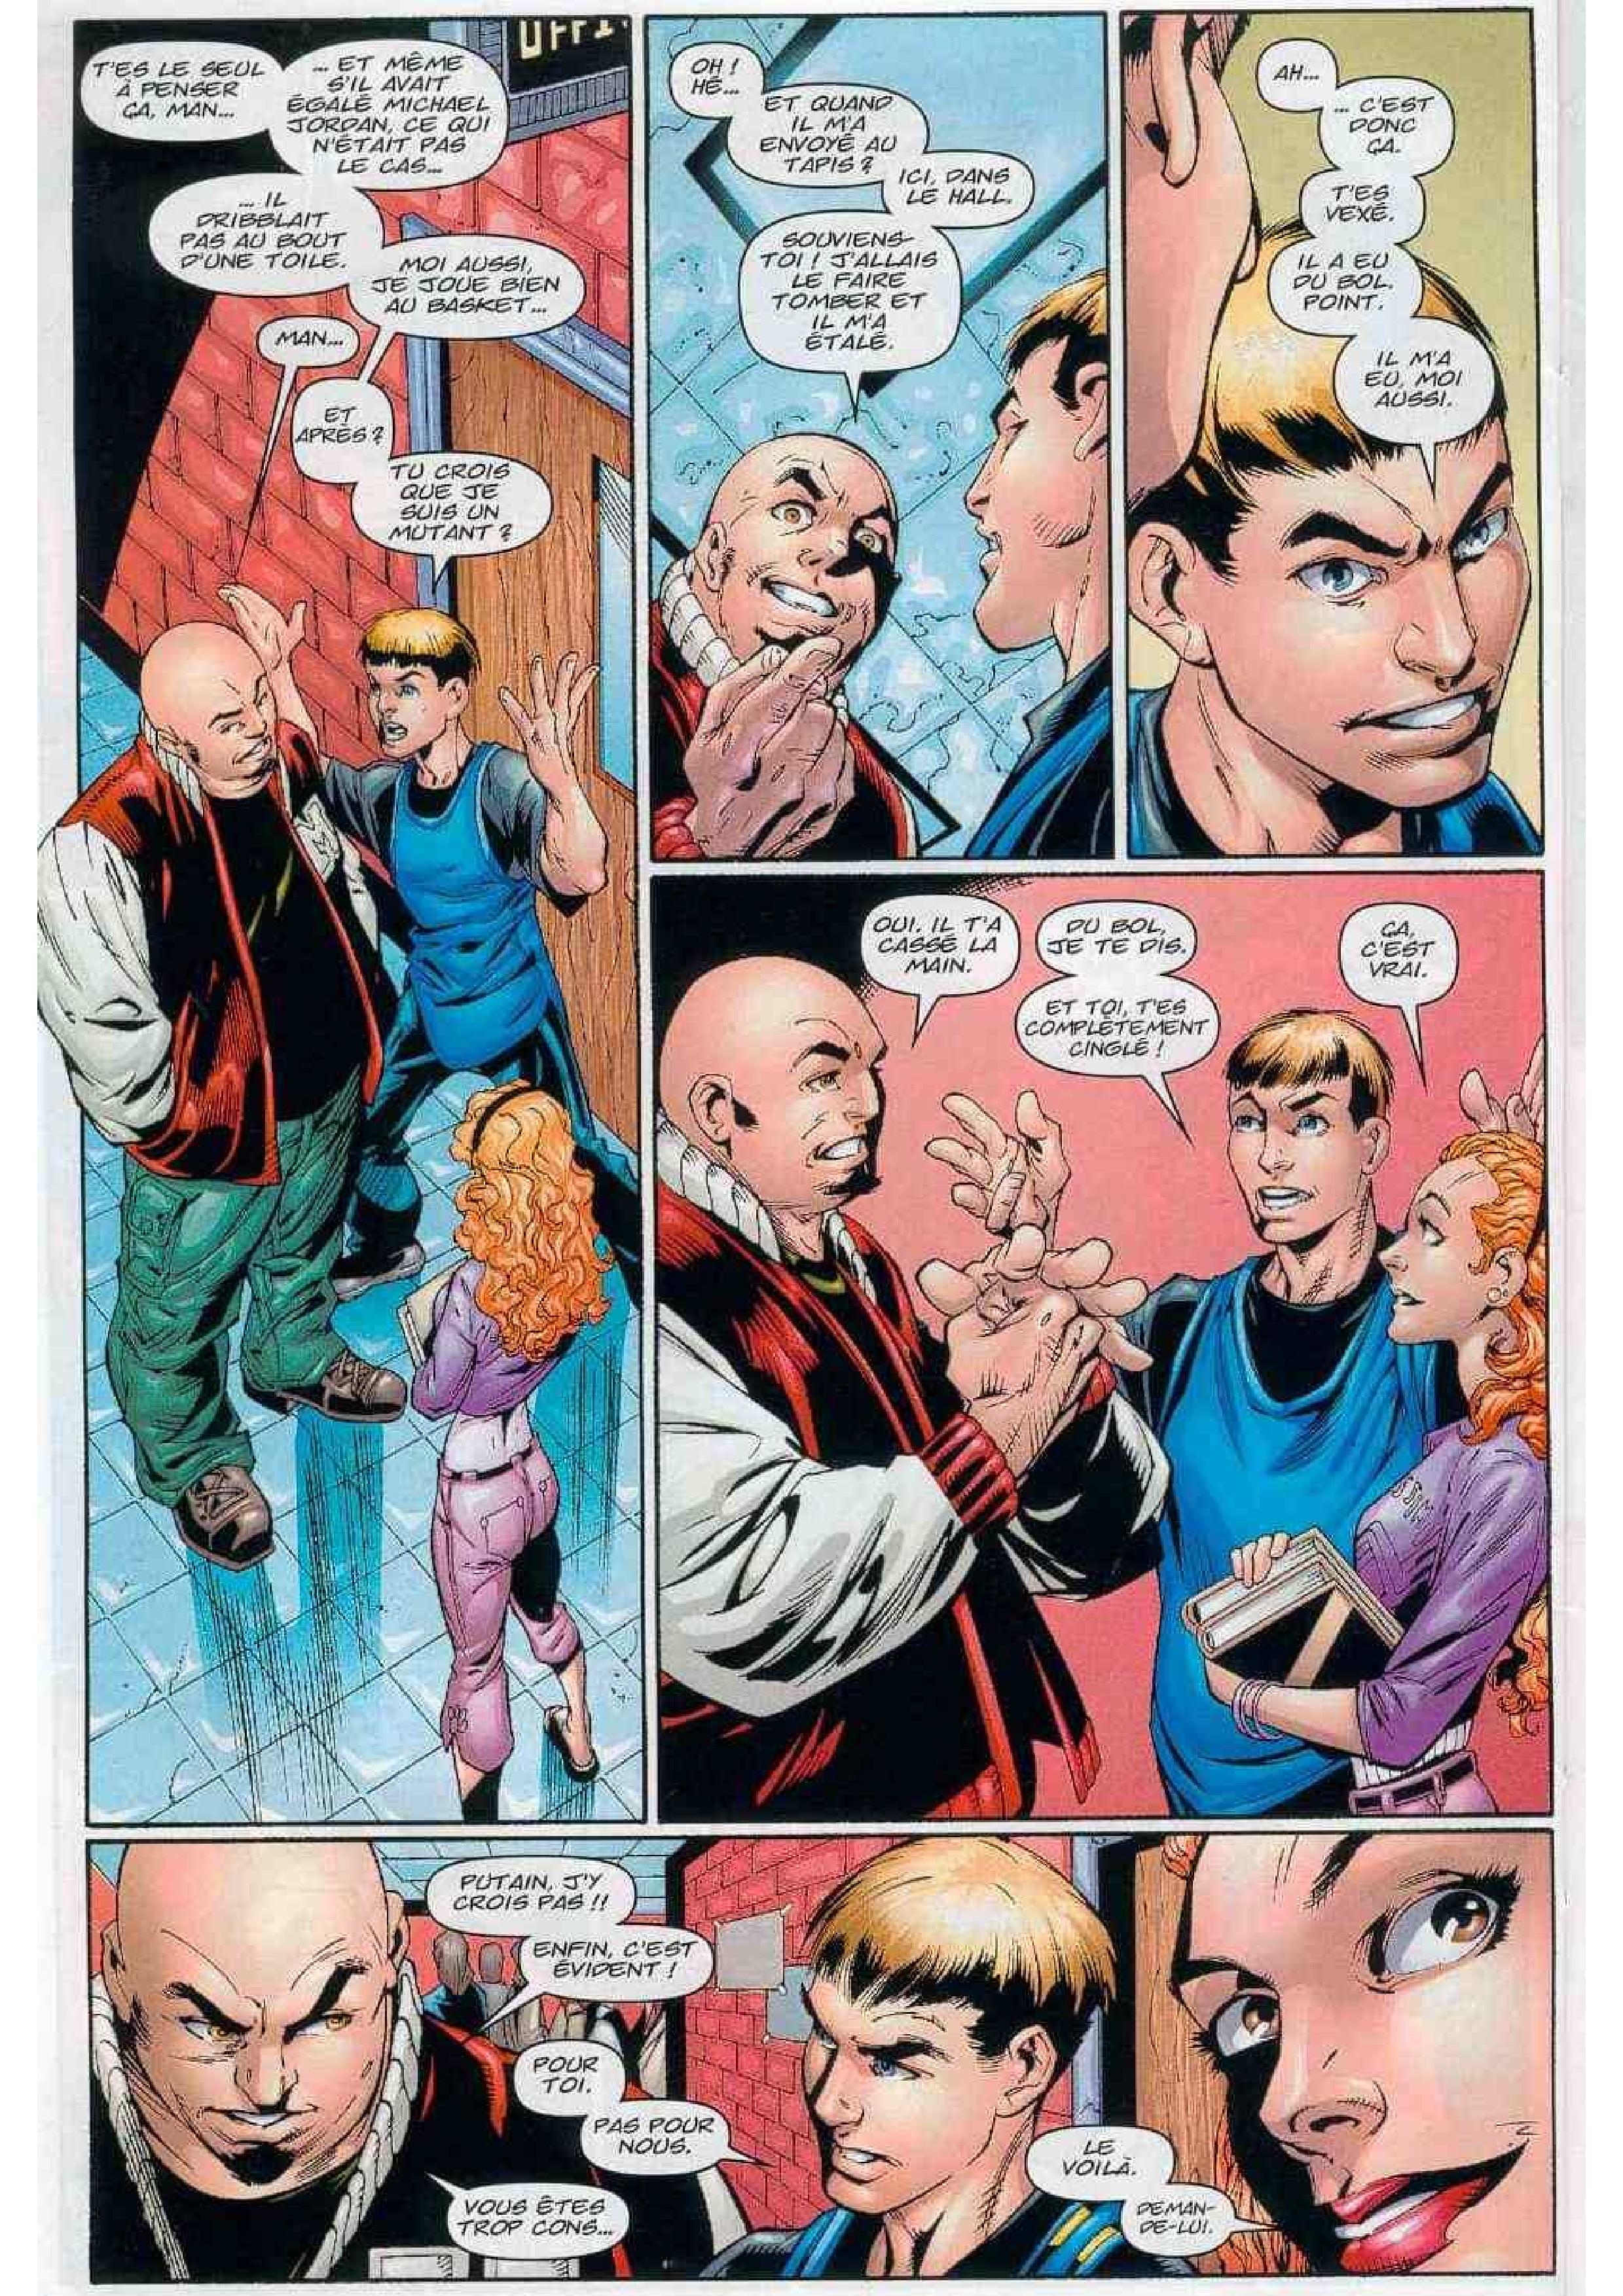 OFFI
T'ES LE SEUL
À PENSER
ÇA, MAN...
... ET MÊME
S'IL AVAIT
ÉGALÉ MICHAEL
JORDAN, CE QUI
N'ÉTAIT PAS
LE CAS...
... IL
DRIBBLAIT
PAS AU BOUT
D'UNE TOILE.
MOI AUSSI,
JE JOUE BIEN
AU BASKET...
MAN...
ET
APRÈS ?
TU CROIS
QUE JE
SUIS UN
MUTANT ?
OH !
HÉ...
ET QUAND
IL M'A
ENVOYÉ AU
TAPIS ?
ICI, DANS
LE HALL.
SOUVIENS-
TOI ! J'ALLAIS
LE FAIRE
TOMBER ET
IL M'A
ÉTALÉ.
AH...
... C'EST
DONC
ÇA.
T'ES
VEXÉ.
IL A EU
DU BOL.
POINT.
IL M'A
EU, MOI
AUSSI.
OUI. IL T'A
CASSÉ LA
MAIN.
DU BOL,
JE TE DIS.
ET TOI, T'ES
COMPLÈTEMENT
CINGLÉ !
ÇA,
C'EST
VRAI.
PUTAIN, J'Y
CROIS PAS !!
ENFIN, C'EST
ÉVIDENT !
POUR
TOI.
PAS POUR
NOUS.
VOUS ÊTES
TROP CONS...
LE
VOILÀ.
DEMAN-
DE-LUI.